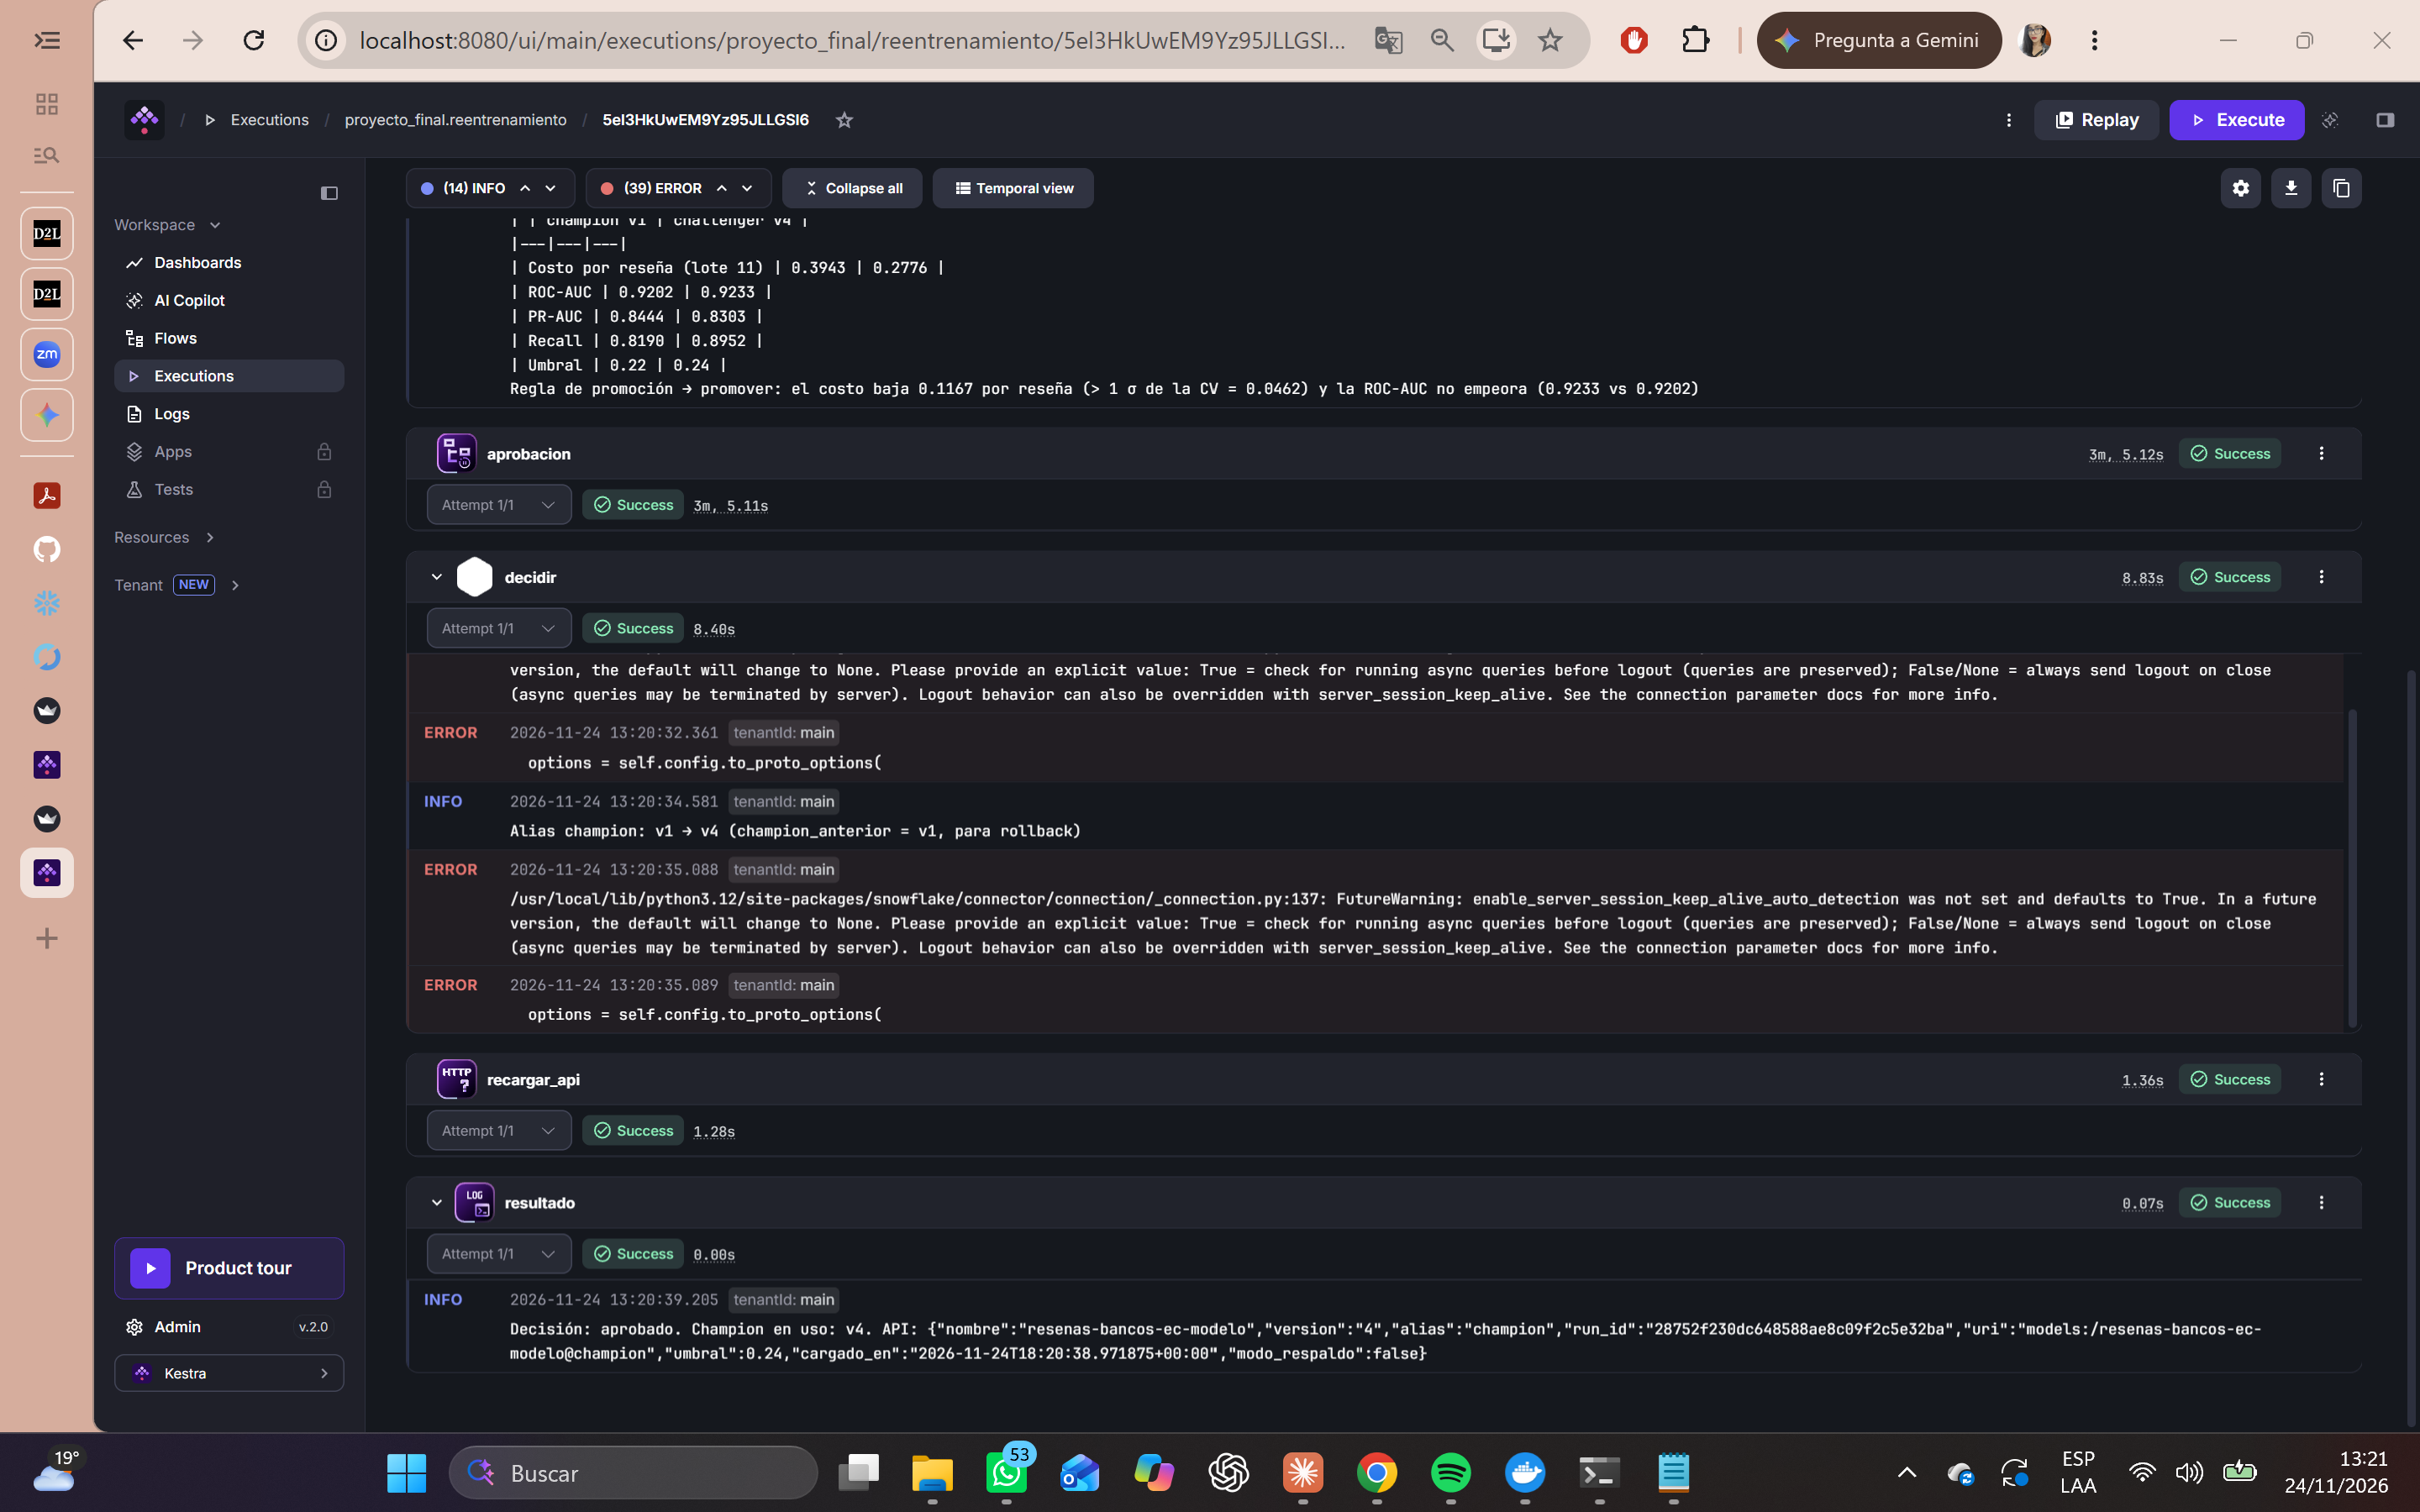 localhost:8080/ui/main/executions/proyecto_final/reentrenamiento/5eI3HkUwEM9Yz95JLLGSI...
Pregunta a Gemini
/ Executions / proyecto_final.reentrenamiento / 5eI3HkUwEM9Yz95JLLGSI6
Replay
Execute
D2L
D2L
zm
Workspace
Dashboards
AI Copilot
Flows
Executions
Logs
Apps
Tests
Resources
Tenant NEW
Product tour
Admin v.2.0
Kestra
(14) INFO
(39) ERROR
Collapse all
Temporal view
| | champion v1 | challenger v4 |
|---|---|---|
| Costo por reseña (lote 11) | 0.3943 | 0.2776 |
| ROC-AUC | 0.9202 | 0.9233 |
| PR-AUC | 0.8444 | 0.8303 |
| Recall | 0.8190 | 0.8952 |
| Umbral | 0.22 | 0.24 |
Regla de promoción → promover: el costo baja 0.1167 por reseña (> 1 σ de la CV = 0.0462) y la ROC-AUC no empeora (0.9233 vs 0.9202)
aprobacion 3m, 5.12s Success
Attempt 1/1 Success 3m, 5.11s
decidir 8.83s Success
Attempt 1/1 Success 8.40s
version, the default will change to None. Please provide an explicit value: True = check for running async queries before logout (queries are preserved); False/None = always send logout on close
(async queries may be terminated by server). Logout behavior can also be overridden with server_session_keep_alive. See the connection parameter docs for more info.
ERROR 2026-11-24 13:20:32.361 tenantId: main
options = self.config.to_proto_options(
INFO 2026-11-24 13:20:34.581 tenantId: main
Alias champion: v1 → v4 (champion_anterior = v1, para rollback)
ERROR 2026-11-24 13:20:35.088 tenantId: main
/usr/local/lib/python3.12/site-packages/snowflake/connector/connection/_connection.py:137: FutureWarning: enable_server_session_keep_alive_auto_detection was not set and defaults to True. In a future
version, the default will change to None. Please provide an explicit value: True = check for running async queries before logout (queries are preserved); False/None = always send logout on close
(async queries may be terminated by server). Logout behavior can also be overridden with server_session_keep_alive. See the connection parameter docs for more info.
ERROR 2026-11-24 13:20:35.089 tenantId: main
options = self.config.to_proto_options(
HTTP ? recargar_api 1.36s Success
Attempt 1/1 Success 1.28s
LOG resultado 0.07s Success
Attempt 1/1 Success 0.00s
INFO 2026-11-24 13:20:39.205 tenantId: main
Decisión: aprobado. Champion en uso: v4. API: {"nombre":"resenas-bancos-ec-modelo","version":"4","alias":"champion","run_id":"28752f230dc648588ae8c09f2c5e32ba","uri":"models:/resenas-bancos-ec-
modelo@champion","umbral":0.24,"cargado_en":"2026-11-24T18:20:38.971875+00:00","modo_respaldo":false}
19°
Buscar
53
ESP
LAA
13:21
24/11/2026